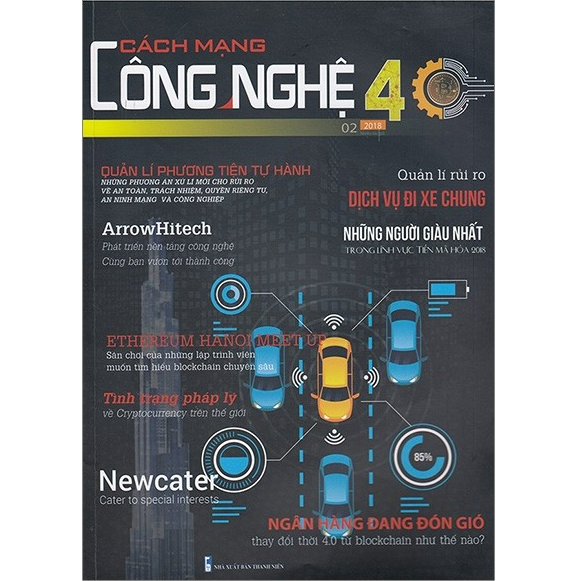 CÁCH MẠNG
CÔNG NGHỆ 4
02 2018
QUẢN LÍ PHƯƠNG TIỆN TỰ HÀNH
NHỮNG PHƯƠNG ÁN XỬ LÍ MỚI CHO RỦI RO
VỀ AN TOÀN, TRÁCH NHIỆM, QUYỀN RIÊNG TƯ,
AN NINH MẠNG VÀ CÔNG NGHIỆP
Quản lí rủi ro
DỊCH VỤ ĐI XE CHUNG
ArrowHitech
Phát triển nền tảng công nghệ
Cùng bạn vươn tới thành công
NHỮNG NGƯỜI GIÀU NHẤT
TRONG LĨNH VỰC TIỀN MÃ HÓA 2018
ETHEREUM HANOI MEET UP
Sân chơi của những lập trình viên
muốn tìm hiểu blockchain chuyên sâu
Tình trạng pháp lý
về Cryptocurrency trên thế giới
85%
Newcater
Cater to special interests
NGÂN HÀNG ĐANG ĐÓN GIÓ
thay đổi thời 4.0 từ blockchain như thế nào?
NHÀ XUẤT BẢN THANH NIÊN